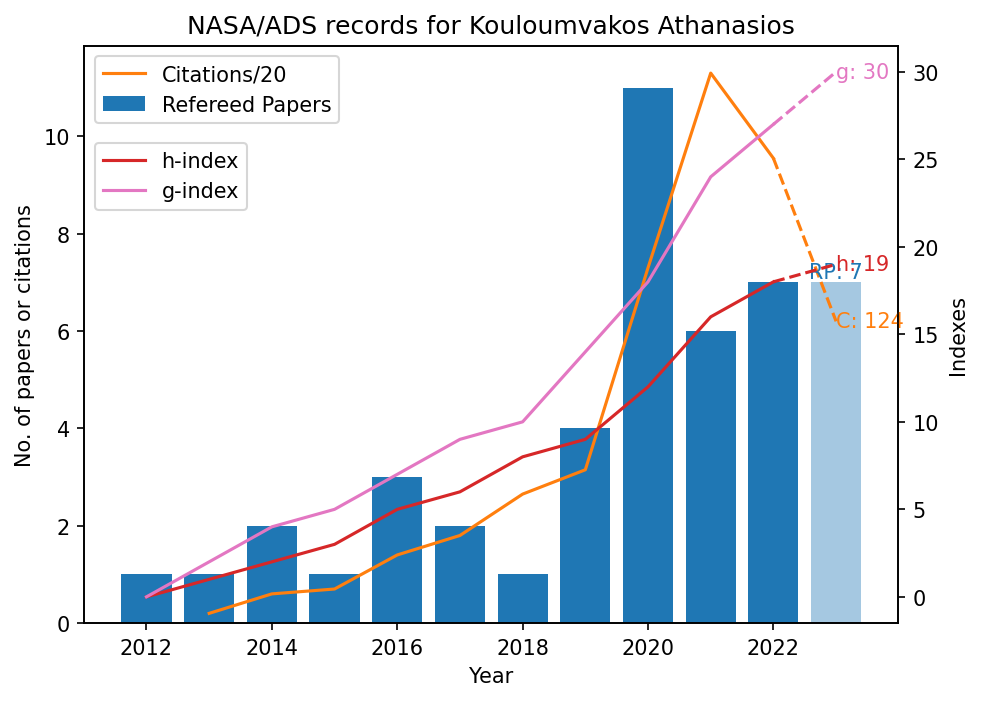 NASA/ADS records for Kouloumvakos Athanasios
Citations/20
Refereed Papers
h-index
g-index
g: 30
h: 19
RP: 7
C: 124
No. of papers or citations
0
2
4
6
8
10
Indexes
0
5
10
15
20
25
30
2012
2014
2016
2018
2020
2022
Year